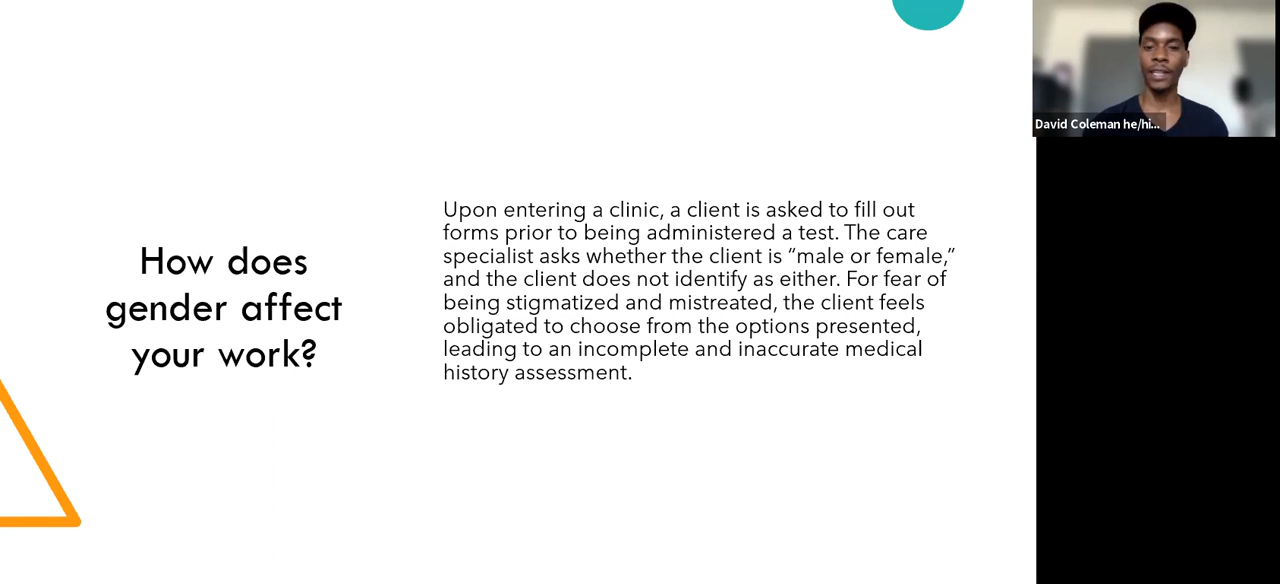 How does
gender affect
your work?
Upon entering a clinic, a client is asked to fill out
forms prior to being administered a test. The care
specialist asks whether the client is “male or female,”
and the client does not identify as either. For fear of
being stigmatized and mistreated, the client feels
obligated to choose from the options presented,
leading to an incomplete and inaccurate medical
history assessment.
David Coleman he/hi...